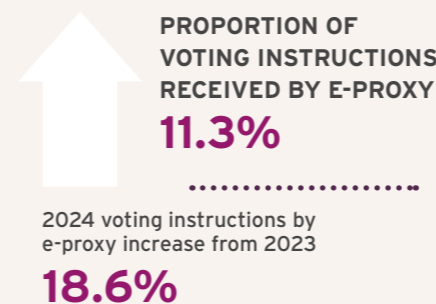 PROPORTION OF
VOTING INSTRUCTIONS
RECEIVED BY E-PROXY
11.3%
2024 voting instructions by
e-proxy increase from 2023
18.6%